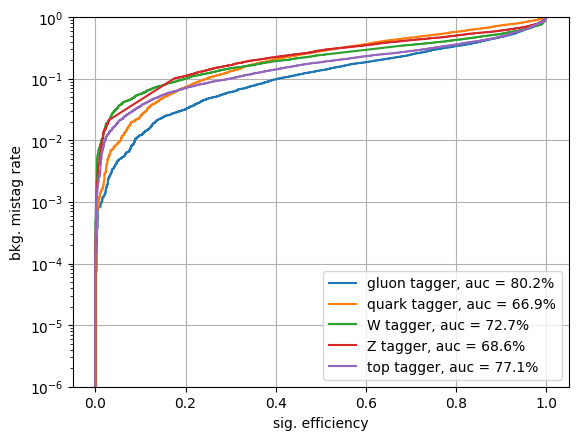 10⁰
10⁻¹
10⁻²
10⁻³
10⁻⁴
10⁻⁵
10⁻⁶
bkg. mistag rate
gluon tagger, auc = 80.2%
quark tagger, auc = 66.9%
W tagger, auc = 72.7%
Z tagger, auc = 68.6%
top tagger, auc = 77.1%
0.0 0.2 0.4 0.6 0.8 1.0
sig. efficiency